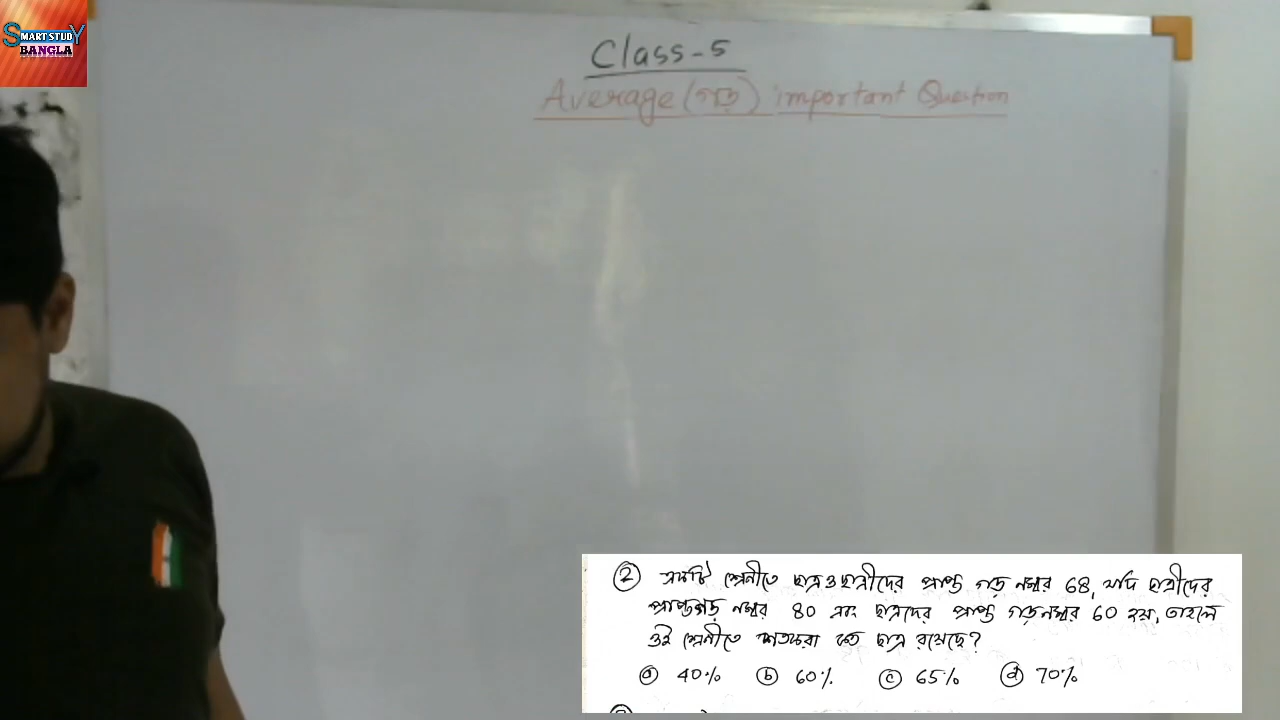 SMART STUDY
BANGLA
Class-5
Average (গড়) important Question
② একটি শ্রেনীতে ছাত্র ও ছাত্রীদের প্রাপ্ত গড় নম্বর 68, যদি ছাত্রীদের
প্রাপ্তগড় নম্বর 80 এবং ছাত্রদের প্রাপ্ত গড়নম্বর 60 হয়, তাহলে
ওই শ্রেনীতে শতকরা কত ছাত্র রয়েছে?
ⓐ 40% ⓑ 60% ⓒ 65% ⓓ 70%